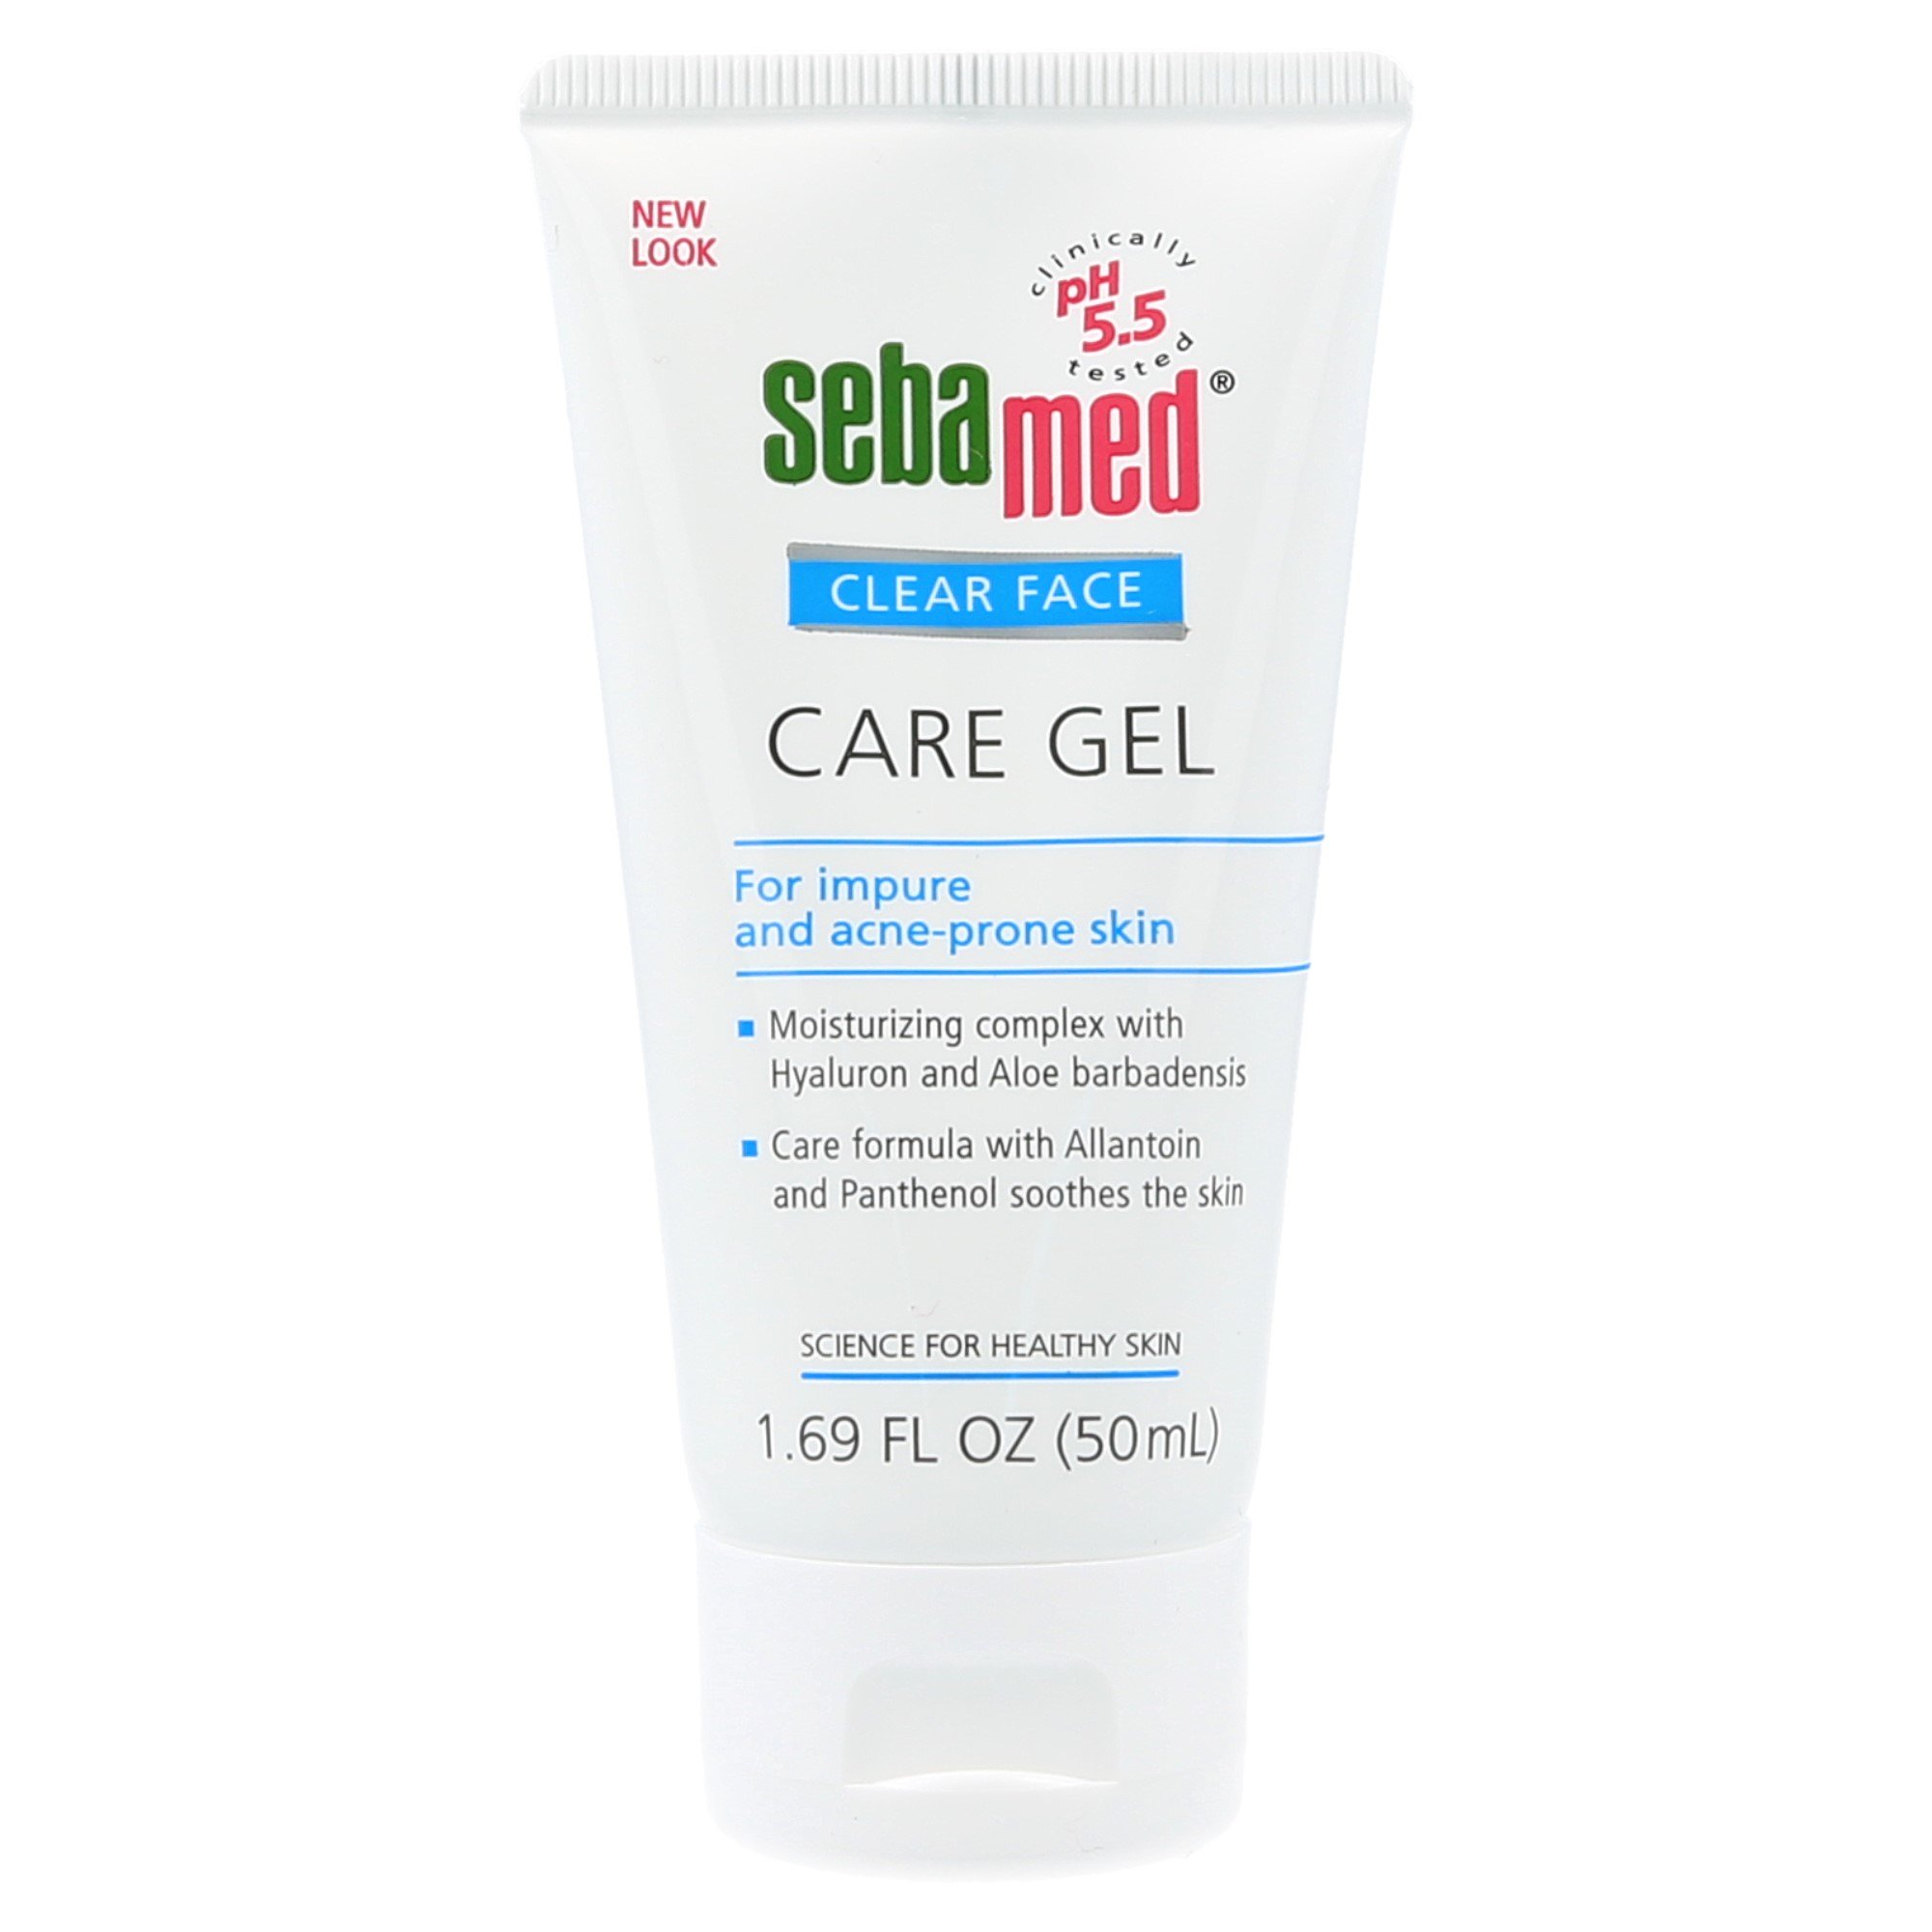 NEW
LOOK
clinically
pH
5.5
tested
sebamed®
CLEAR FACE
CARE GEL
For impure
and acne-prone skin
▪ Moisturizing complex with
Hyaluron and Aloe barbadensis
▪ Care formula with Allantoin
and Panthenol soothes the skin
SCIENCE FOR HEALTHY SKIN
1.69 FL OZ (50mL)